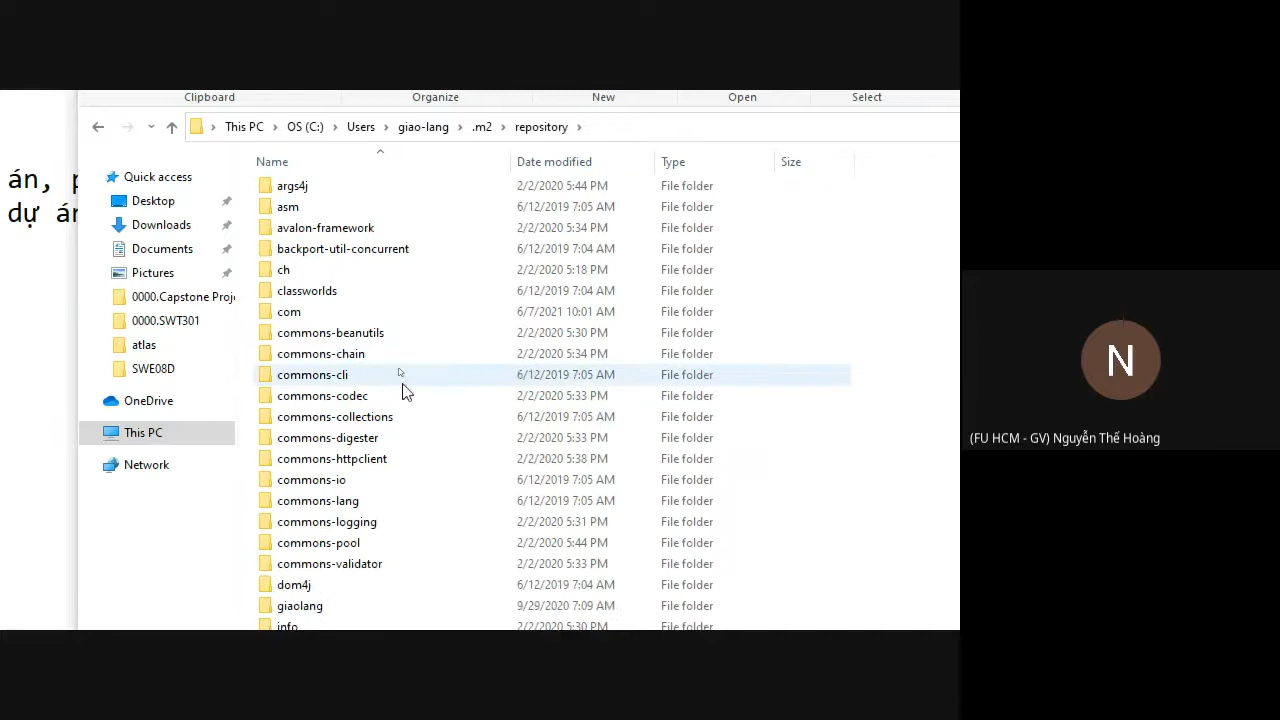 Clipboard Organize New Open Select
This PC OS (C:) Users giao-lang .m2 repository
Name Date modified Type Size
án, p
dự án
Quick access
Desktop
Downloads
Documents
Pictures
0000.Capstone Proj
0000.SWT301
atlas
SWE08D
OneDrive
This PC
Network
args4j 2/2/2020 5:44 PM File folder
asm 6/12/2019 7:05 AM File folder
avalon-framework 2/2/2020 5:34 PM File folder
backport-util-concurrent 6/12/2019 7:04 AM File folder
ch 2/2/2020 5:18 PM File folder
classworlds 6/12/2019 7:04 AM File folder
com 6/7/2021 10:01 AM File folder
commons-beanutils 2/2/2020 5:30 PM File folder
commons-chain 2/2/2020 5:34 PM File folder
commons-cli 6/12/2019 7:05 AM File folder
commons-codec 2/2/2020 5:33 PM File folder
commons-collections 6/12/2019 7:05 AM File folder
commons-digester 2/2/2020 5:33 PM File folder
commons-httpclient 2/2/2020 5:38 PM File folder
commons-io 6/12/2019 7:05 AM File folder
commons-lang 6/12/2019 7:05 AM File folder
commons-logging 2/2/2020 5:31 PM File folder
commons-pool 2/2/2020 5:44 PM File folder
commons-validator 2/2/2020 5:33 PM File folder
dom4j 6/12/2019 7:04 AM File folder
giaolang 9/29/2020 7:09 AM File folder
info 2/2/2020 5:30 PM File folder
N
(FU HCM - GV) Nguyễn Thế Hoàng